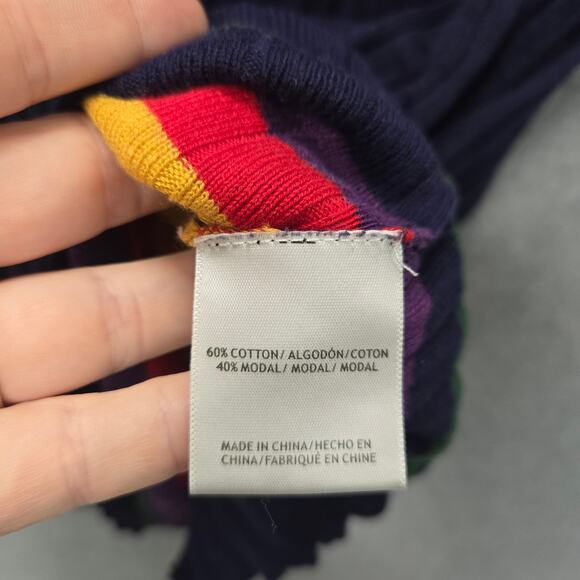 60% COTTON/ ALGODÓN/COTON
40% MODAL/ MODAL/ MODAL
MADE IN CHINA/HECHO EN
CHINA/FABRIQUÉ EN CHINE